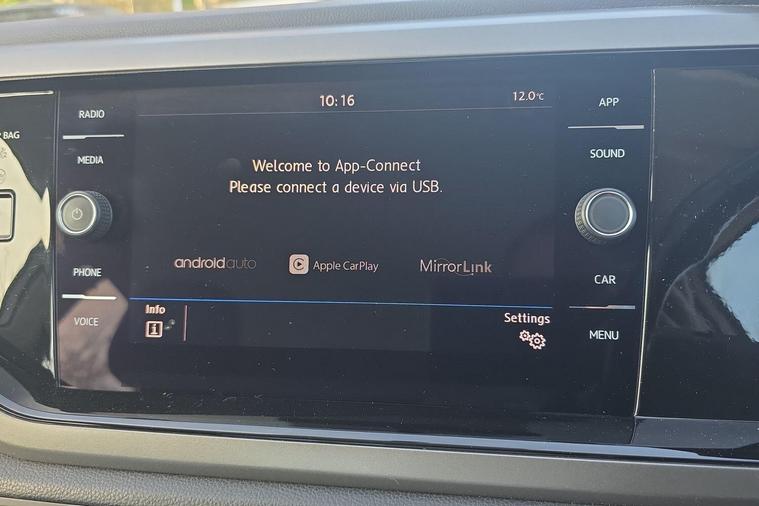 10:16
12.0°C
RADIO
APP
BAG
MEDIA
SOUND
Welcome to App-Connect
Please connect a device via USB.
androidauto
Apple CarPlay
MirrorLink
PHONE
CAR
VOICE
Info
Settings
MENU